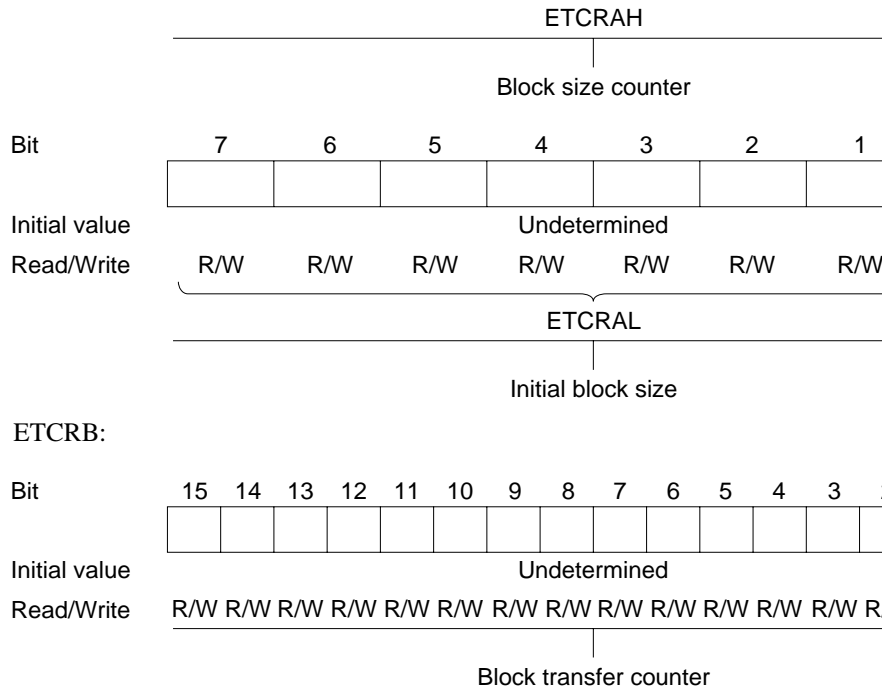 ETCRAH
Block size counter
Bit 7 6 5 4 3 2 1
Initial value Undetermined
Read/Write R/W R/W R/W R/W R/W R/W R/W
ETCRAL
Initial block size
ETCRB:
Bit 15 14 13 12 11 10 9 8 7 6 5 4 3
Initial value Undetermined
Read/Write R/W R/W R/W R/W R/W R/W R/W R/W R/W R/W R/W R/W R/W R/
Block transfer counter